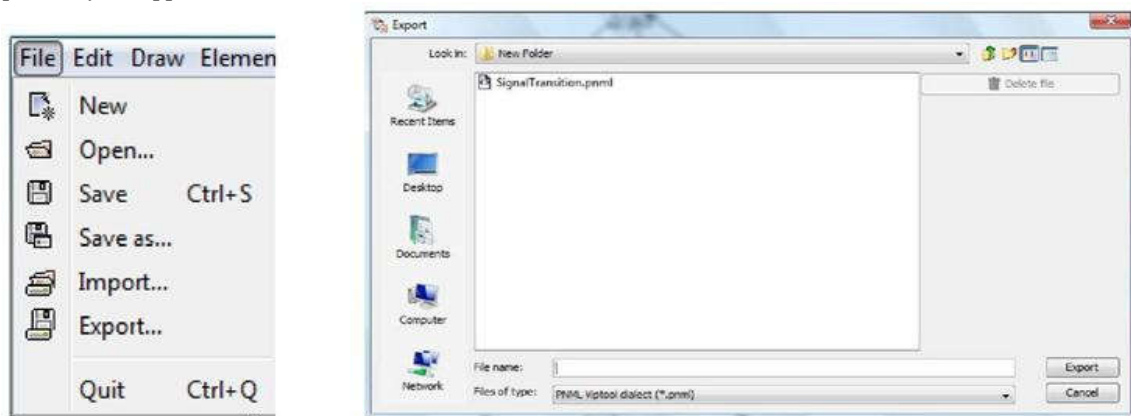 File Edit Draw Elemen
New
Open...
Save Ctrl+S
Save as...
Import...
Export...
Quit Ctrl+Q
Export
Look in: New Folder
SignalTransition.pnml
Delete file
Recent Items
Desktop
Documents
Computer
Network
File name:
Export
Files of type: PNML Viptool dialect (*.pnml)
Cancel